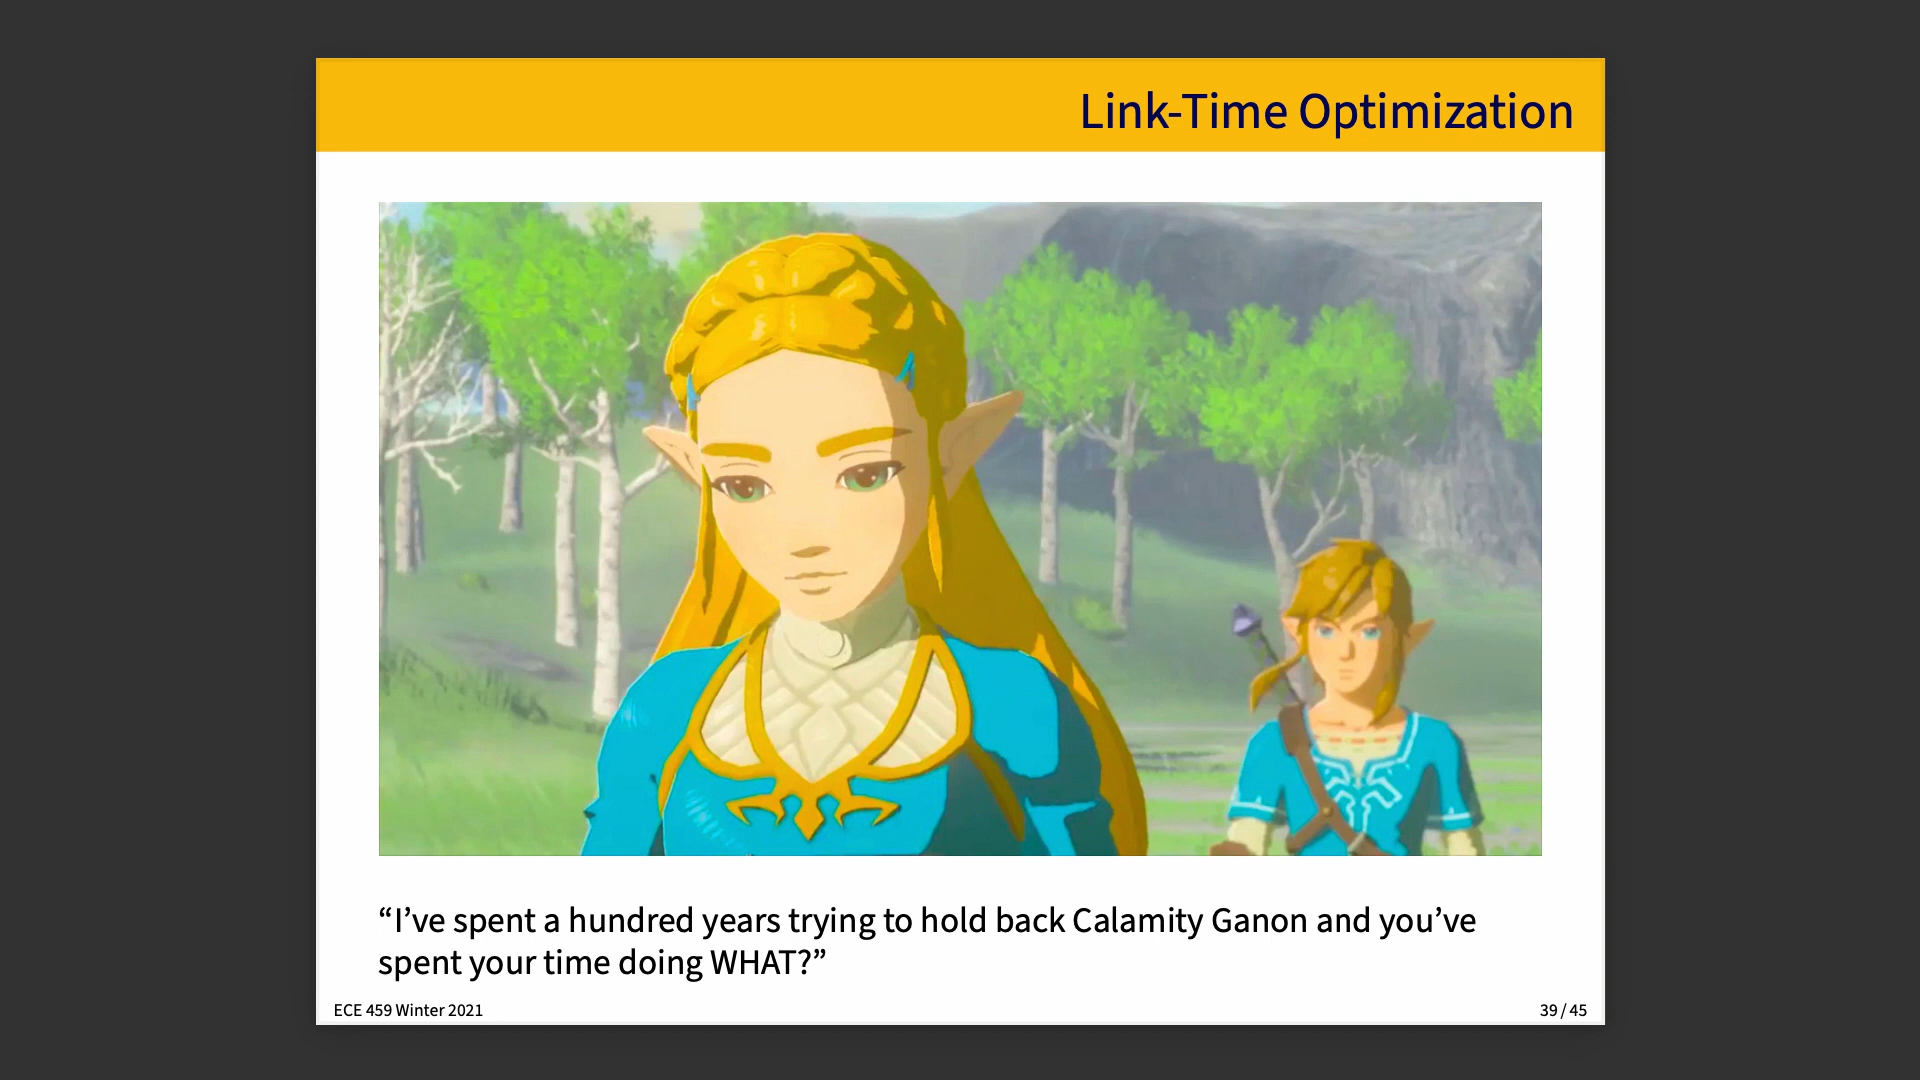 Link-Time Optimization
“I’ve spent a hundred years trying to hold back Calamity Ganon and you’ve
spent your time doing WHAT?”
ECE 459 Winter 2021
39 / 45